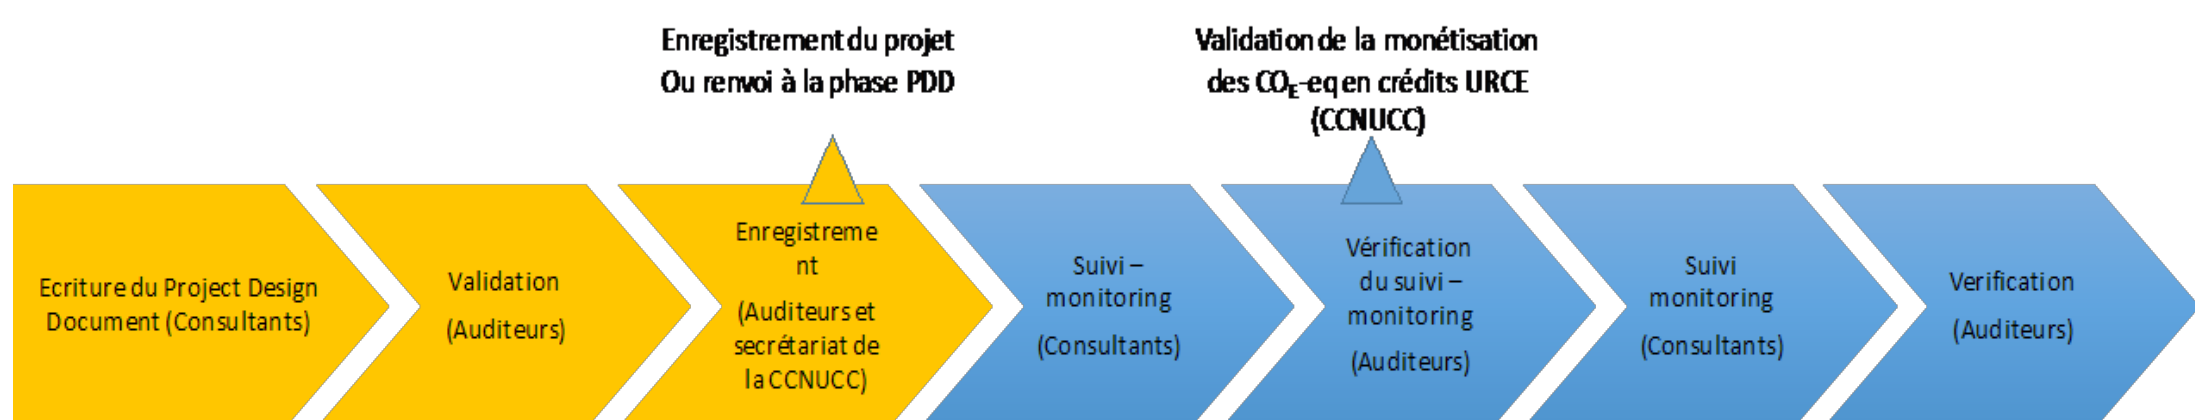 Enregistrement du projet
Ou renvoi à la phase PDD
Validation de la monétisation
des COE-eq en crédits URCE
(CCNUCC)
Ecriture du Project Design
Document (Consultants)
Validation
(Auditeurs)
Enregistreme
nt
(Auditeurs et
secrétariat de
la CCNUCC)
Suivi –
monitoring
(Consultants)
Vérification
du suivi –
monitoring
(Auditeurs)
Suivi
monitoring
(Consultants)
Verification
(Auditeurs)